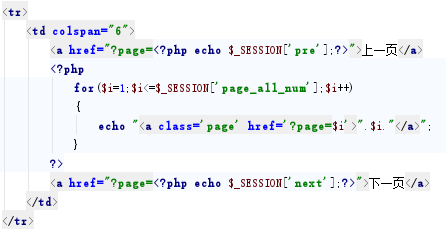 <tr>
<td colspan="6">
<a href="?page=<?php echo $_SESSION['pre'];?>">上一页</a>
<?php
for($i=1;$i<=$_SESSION['page_all_num'];$i++)
{
echo "<a class='page' href='?page=$i'>".$i."</a>";
}
?>
<a href="?page=<?php echo $_SESSION['next'];?>">下一页</a>
</td>
</tr>